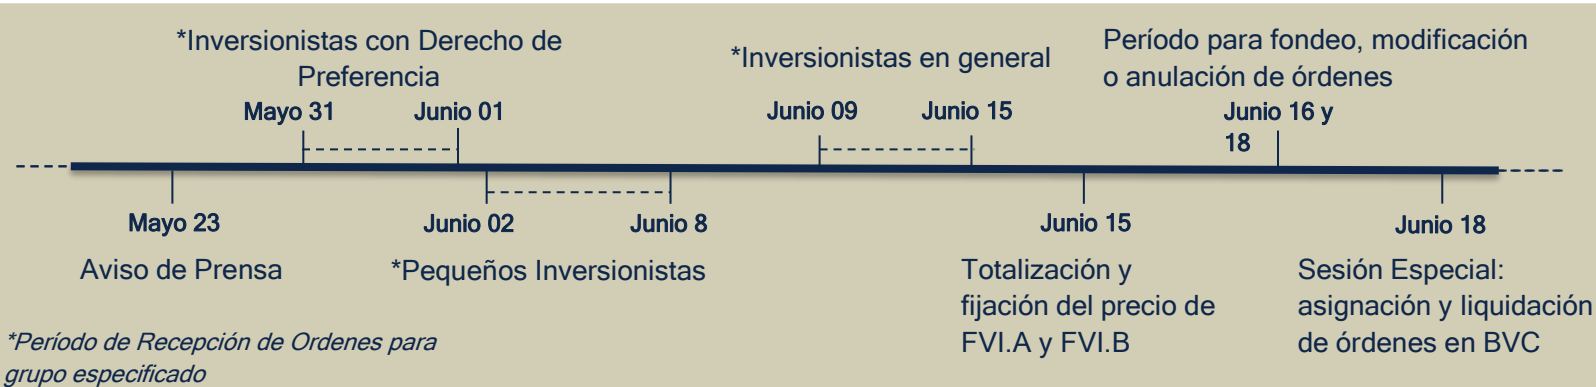 *Inversionistas con Derecho de
Preferencia
Mayo 31
Junio 01
*Inversionistas en general
Junio 09
Junio 15
Período para fondeo, modificación
o anulación de órdenes
Junio 16 y
18
Mayo 23
Aviso de Prensa
Junio 02
Junio 8
*Pequeños Inversionistas
Junio 15
Totalización y
fijación del precio de
FVI.A y FVI.B
Junio 18
Sesión Especial:
asignación y liquidación
de órdenes en BVC
*Período de Recepción de Ordenes para
grupo especificado